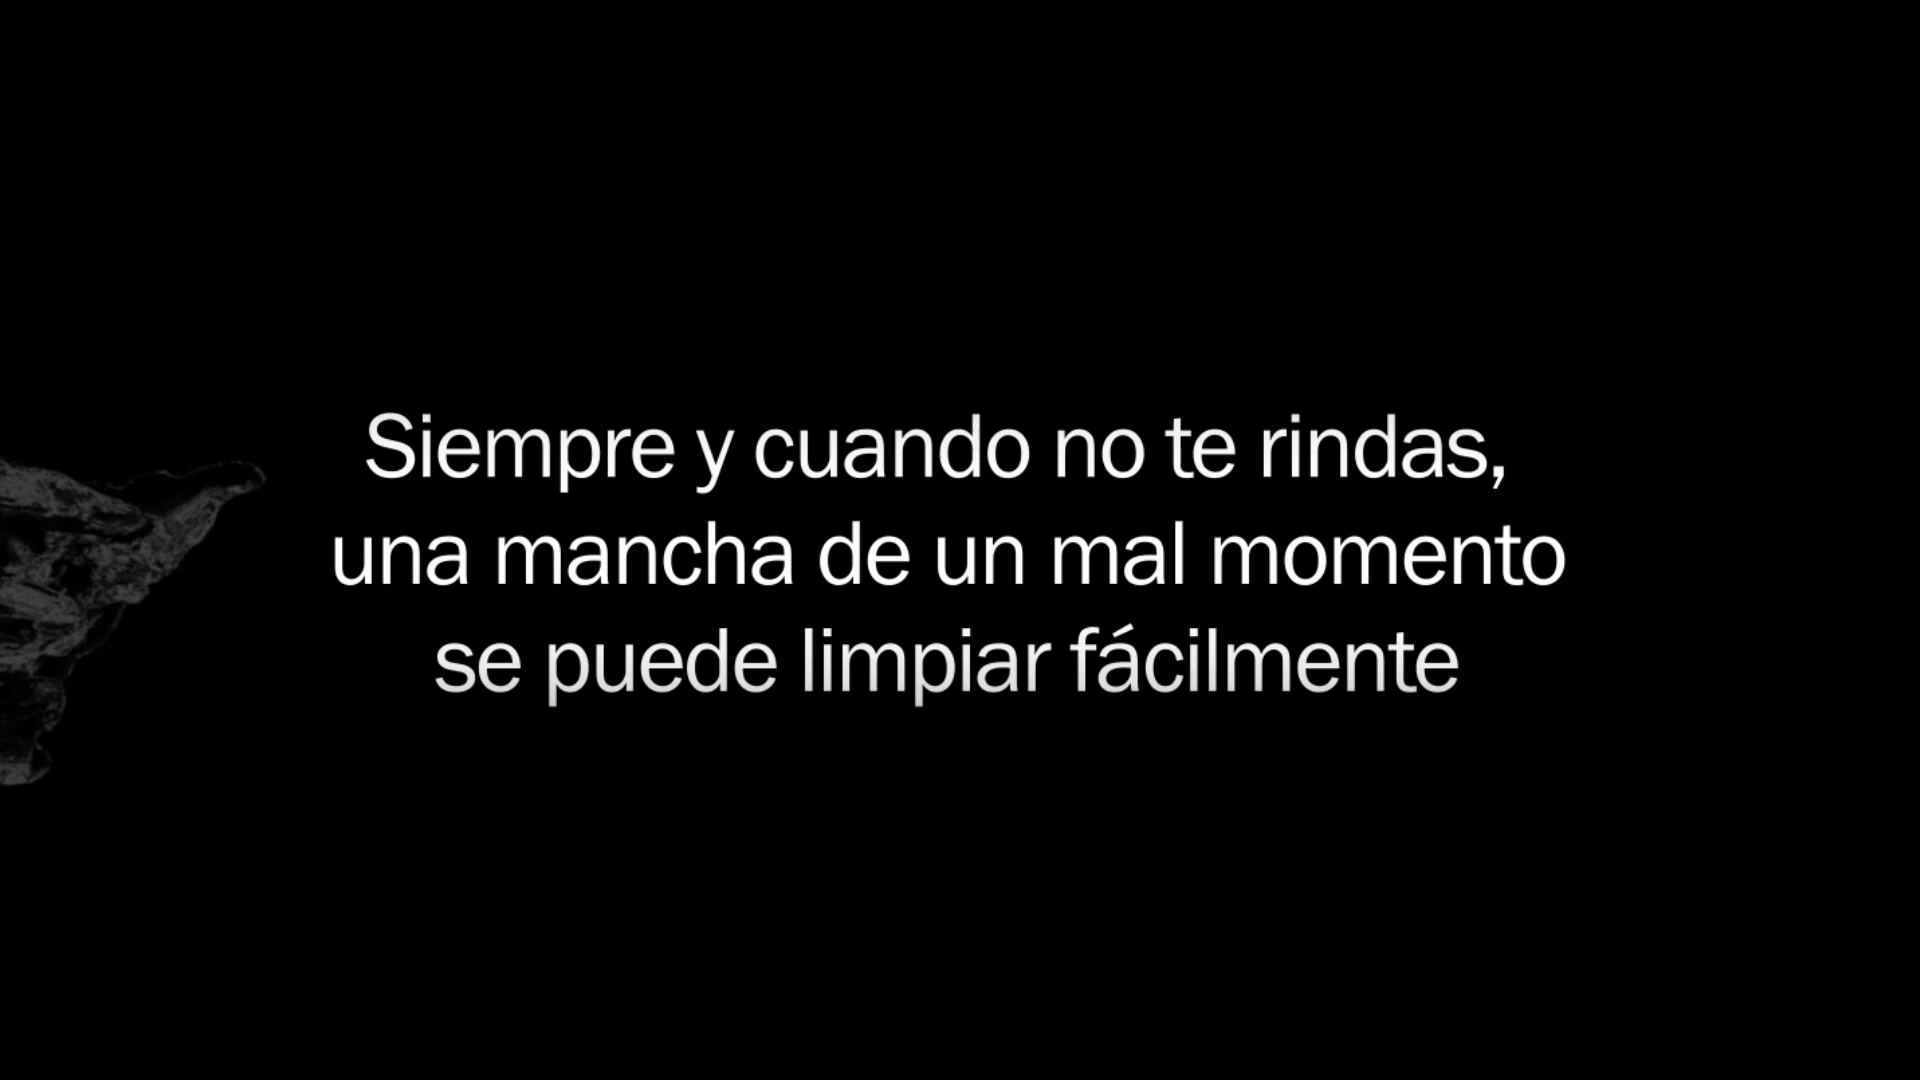 Siempre y cuando no te rindas,
una mancha de un mal momento
se puede limpiar fácilmente